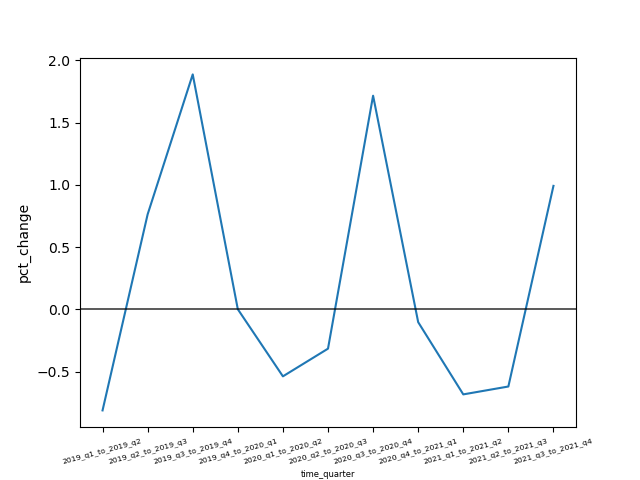 2.0
1.5
1.0
0.5
0.0
−0.5
pct_change
2019_q1_to_2019_q2
2019_q2_to_2019_q3
2019_q3_to_2019_q4
2019_q4_to_2020_q1
2020_q1_to_2020_q2
2020_q2_to_2020_q3
2020_q3_to_2020_q4
2020_q4_to_2021_q1
2021_q1_to_2021_q2
2021_q2_to_2021_q3
2021_q3_to_2021_q4
time_quarter